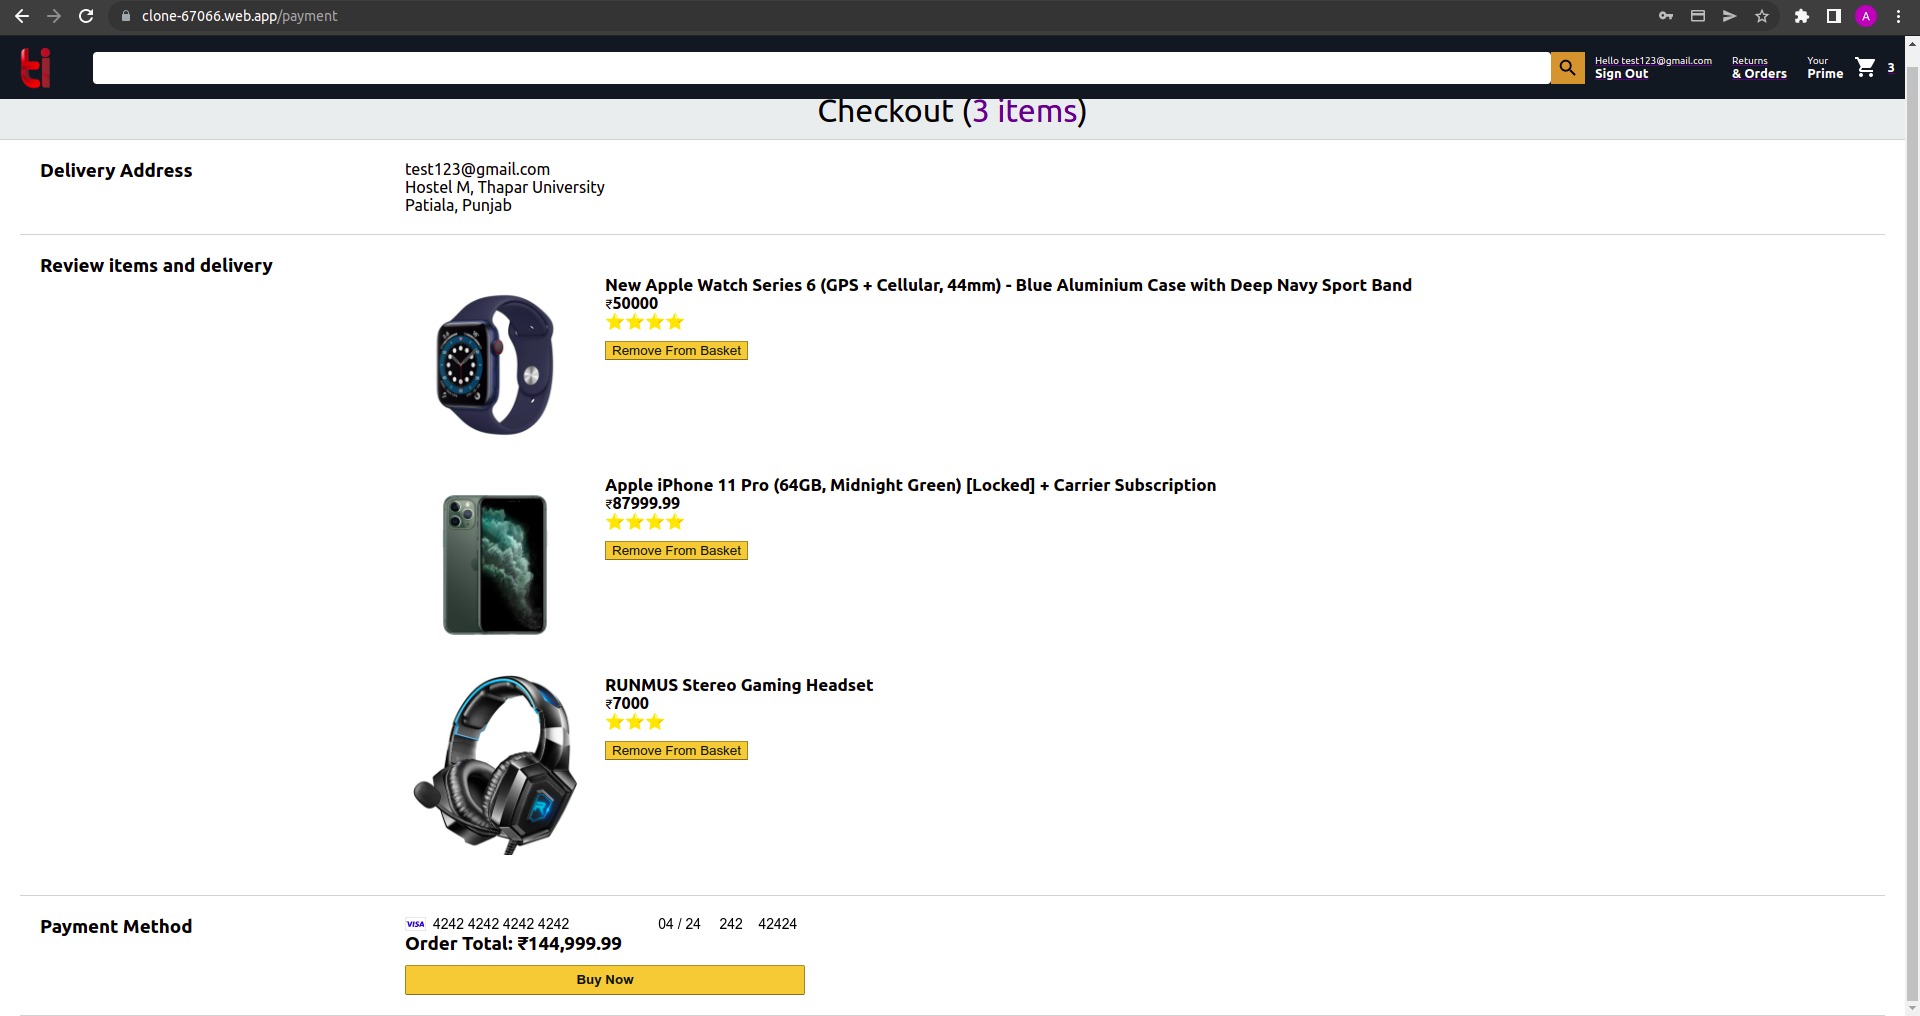 clone-67066.web.app/payment
A
ti
Hello test123@gmail.com
Sign Out
Returns
& Orders
Your
Prime
3
Checkout (3 items)
Delivery Address
test123@gmail.com
Hostel M, Thapar University
Patiala, Punjab
Review items and delivery
New Apple Watch Series 6 (GPS + Cellular, 44mm) - Blue Aluminium Case with Deep Navy Sport Band
₹50000
⭐⭐⭐⭐
Remove From Basket
Apple iPhone 11 Pro (64GB, Midnight Green) [Locked] + Carrier Subscription
₹87999.99
⭐⭐⭐⭐
Remove From Basket
RUNMUS Stereo Gaming Headset
₹7000
⭐⭐⭐
Remove From Basket
Payment Method
VISA 4242 4242 4242 4242 04 / 24 242 42424
Order Total: ₹144,999.99
Buy Now